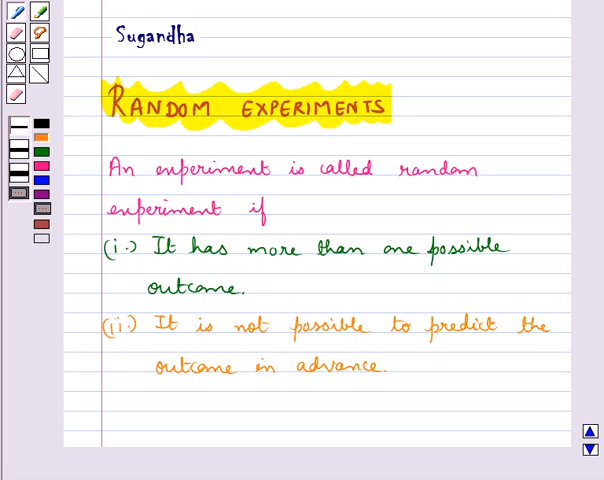 Sugandha
RANDOM EXPERIMENTS
An experiment is called random
experiment if
(i.) It has more than one possible
outcome.
(ii.) It is not possible to predict the
outcome in advance.